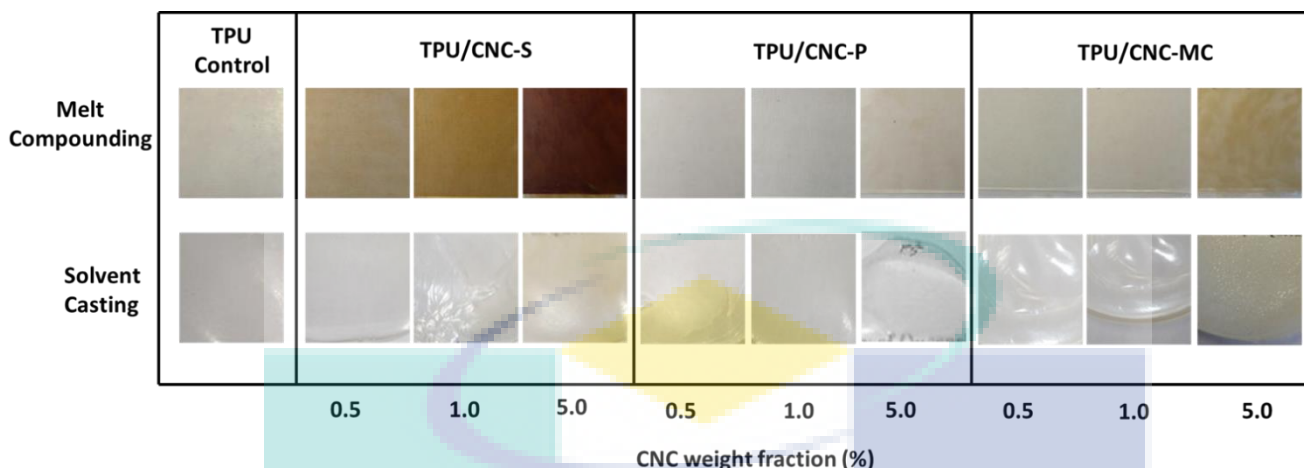 TPU
Control
TPU/CNC-S
TPU/CNC-P
TPU/CNC-MC
Melt
Compounding
Solvent
Casting
0.5
1.0
5.0
0.5
1.0
5.0
0.5
1.0
5.0
CNC weight fraction (%)